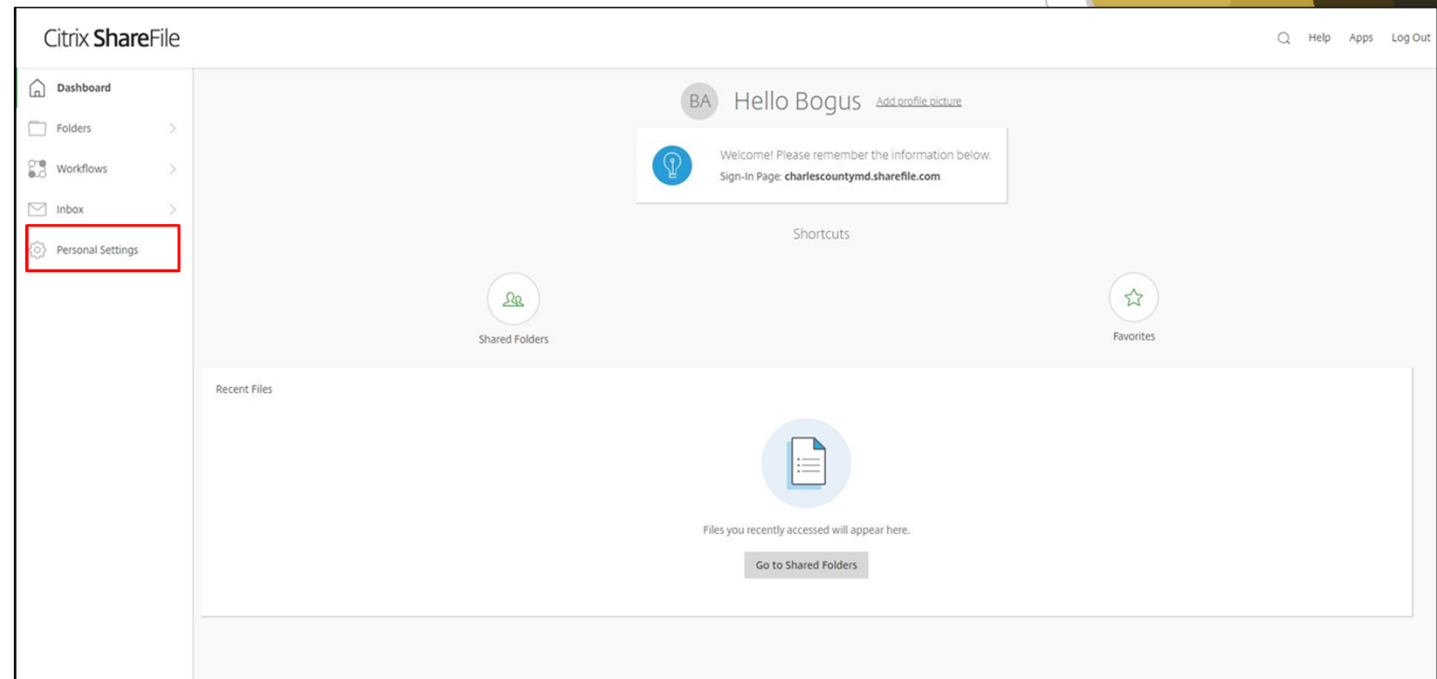 Citrix ShareFile
Help Apps Log Out
Dashboard
Folders
Workflows
Inbox
Personal Settings
BA Hello Bogus Add profile picture
Welcome! Please remember the information below.
Sign-In Page: charlescountymd.sharefile.com
Shortcuts
Shared Folders
Favorites
Recent Files
Files you recently accessed will appear here.
Go to Shared Folders